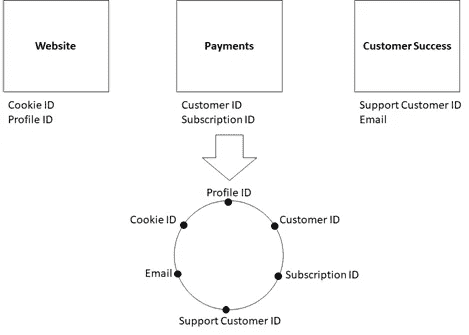 Website
Payments
Customer Success
Cookie ID
Profile ID
Customer ID
Subscription ID
Support Customer ID
Email
Profile ID
Cookie ID
Customer ID
Email
Subscription ID
Support Customer ID